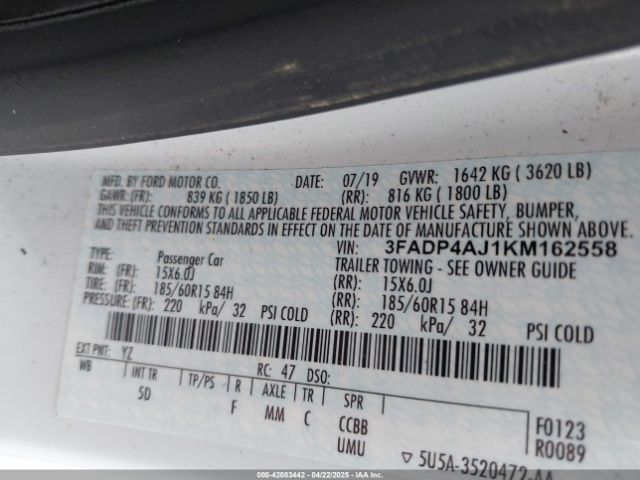 MFD. BY FORD MOTOR CO. DATE: 07/19 GVWR: 1642 KG ( 3620 LB)
GAWR: (FR): 839 KG ( 1850 LB) (RR): 816 KG ( 1800 LB)
THIS VEHICLE CONFORMS TO ALL APPLICABLE FEDERAL MOTOR VEHICLE SAFETY, BUMPER,
AND THEFT PREVENTION STANDARDS IN EFFECT ON THE DATE OF MANUFACTURE SHOWN ABOVE.
VIN: 3FADP4AJ1KM162558
TYPE: Passenger Car TRAILER TOWING - SEE OWNER GUIDE
RIM: (FR): 15X6.0J (RR): 15X6.0J
TIRE: (FR): 185/60R15 84H (RR): 185/60R15 84H
PRESSURE: (FR): 220 kPa/ 32 PSI COLD (RR): 220 kPa/ 32 PSI COLD
EXT PNT: YZ RC: 47 DSO:
WB INT TR TP/PS R AXLE TR SPR
5D F MM C CCBB F0123
UMU R0089
▽ 5U5A-3520472-AA
000-42083442 | 04/22/2025 - IAA Inc.